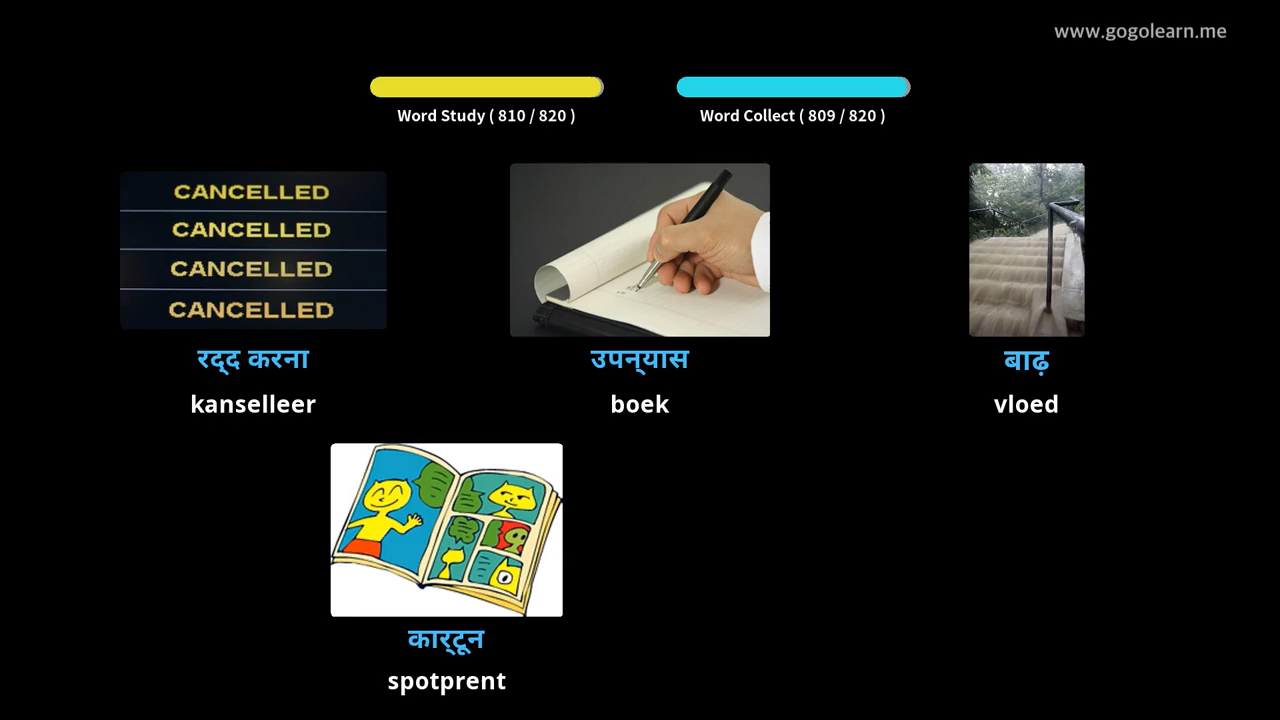 www.gogolearn.me
Word Study ( 810 / 820 )
Word Collect ( 809 / 820 )
CANCELLED
CANCELLED
CANCELLED
CANCELLED
रद्द करना
उपन्यास
बाढ़
kanselleer
boek
vloed
कार्टून
spotprent